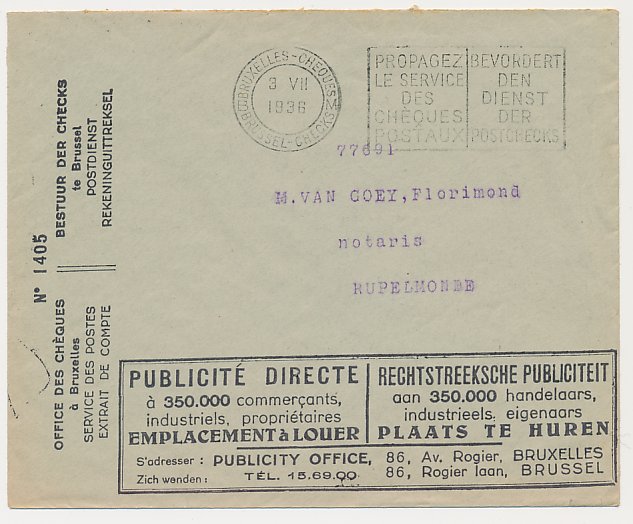 BRUXELLES-CHÈQUES
3 VII
1936
BRUSSEL-CHECKS
PROPAGEZ
LE SERVICE
DES
CHÈQUES
POSTAUX
BEVORDERT
DEN
DIENST
DER
POSTCHECKS
77691
M. VAN GOEY, Florimond
notaris
RUPELMONDE
N° 1405
BESTUUR DER CHECKS
te Brussel
POSTDIENST
REKENINGUITTREKSEL
OFFICE DES CHÈQUES
à Bruxelles
SERVICE DES POSTES
EXTRAIT DE COMPTE
PUBLICITÉ DIRECTE
à 350.000 commerçants,
industriels, propriétaires
EMPLACEMENT à LOUER
RECHTSTREEKSCHE PUBLICITEIT
aan 350.000 handelaars,
industrieels, eigenaars
PLAATS TE HUREN
S'adresser : PUBLICITY OFFICE, 86, Av. Rogier, BRUXELLES
Zich wenden : TÉL. 15.69.00 86, Rogier laan, BRUSSEL